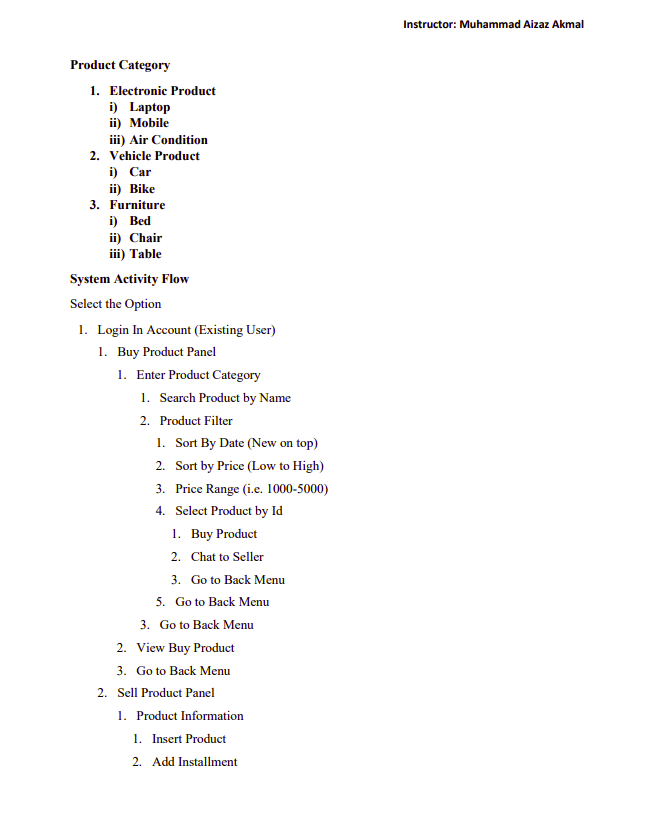 Instructor: Muhammad Aizaz Akmal
Product Category
1. Electronic Product
i) Laptop
ii) Mobile
iii) Air Condition
2. Vehicle Product
i) Car
ii) Bike
3. Furniture
i) Bed
ii) Chair
iii) Table
System Activity Flow
Select the Option
1. Login In Account (Existing User)
1. Buy Product Panel
1. Enter Product Category
1. Search Product by Name
2. Product Filter
1. Sort By Date (New on top)
2. Sort by Price (Low to High)
3. Price Range (i.e. 1000-5000)
4. Select Product by Id
1. Buy Product
2. Chat to Seller
3. Go to Back Menu
5. Go to Back Menu
3. Go to Back Menu
2. View Buy Product
3. Go to Back Menu
2. Sell Product Panel
1. Product Information
1. Insert Product
2. Add Installment